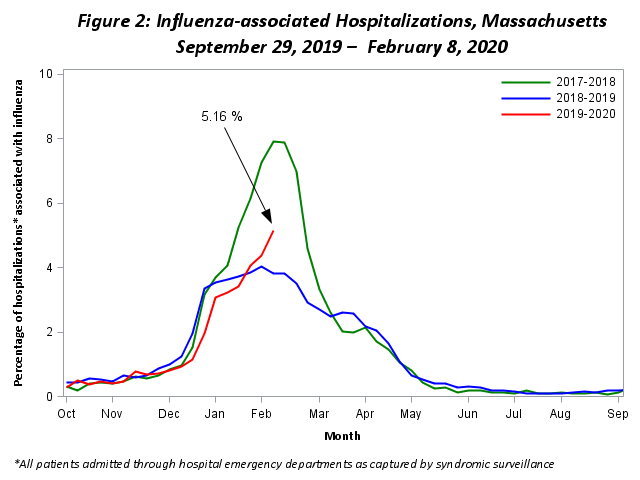 Figure 2: Influenza-associated Hospitalizations, Massachusetts
September 29, 2019 – February 8, 2020
10
8
6
4
2
0
Percentage of hospitalizations* associated with influenza
5.16 %
2017-2018
2018-2019
2019-2020
Oct Nov Dec Jan Feb Mar Apr May Jun Jul Aug Sep
Month
*All patients admitted through hospital emergency departments as captured by syndromic surveillance